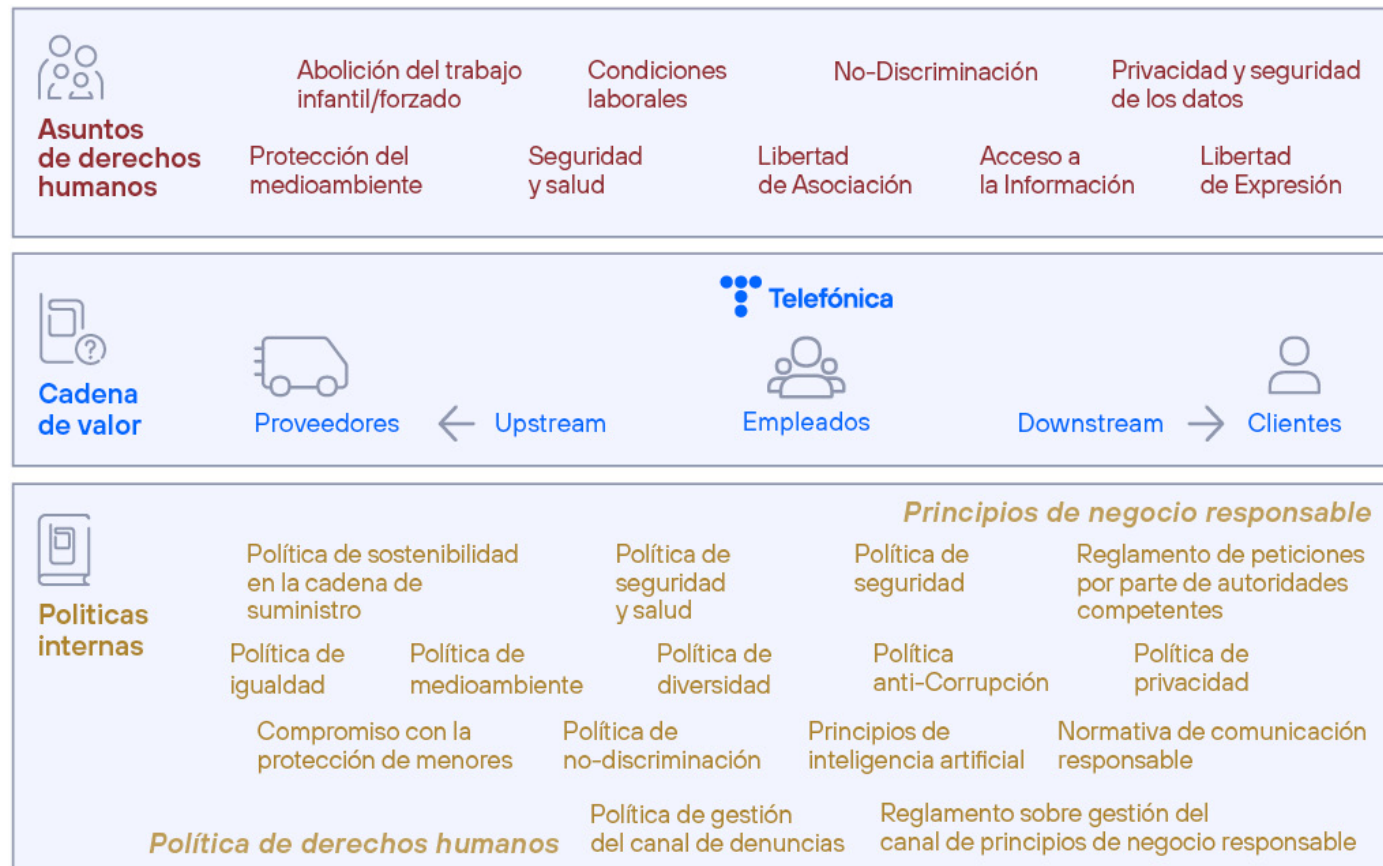 Asuntos
de derechos
humanos
Abolición del trabajo
infantil/forzado
Condiciones
laborales
No-Discriminación
Privacidad y seguridad
de los datos
Protección del
medioambiente
Seguridad
y salud
Libertad
de Asociación
Acceso a
la Información
Libertad
de Expresión
Cadena
de valor
Telefónica
Proveedores
Upstream
Empleados
Downstream
Clientes
?
Politicas
internas
Principios de negocio responsable
Política de sostenibilidad
en la cadena de
suministro
Política de
seguridad
y salud
Política de
seguridad
Reglamento de peticiones
por parte de autoridades
competentes
Política de
igualdad
Política de
medioambiente
Política de
diversidad
Política
anti-Corrupción
Política de
privacidad
Compromiso con la
protección de menores
Política de
no-discriminación
Principios de
inteligencia artificial
Normativa de comunicación
responsable
Política de derechos humanos
Política de gestión
del canal de denuncias
Reglamento sobre gestión del
canal de principios de negocio responsable